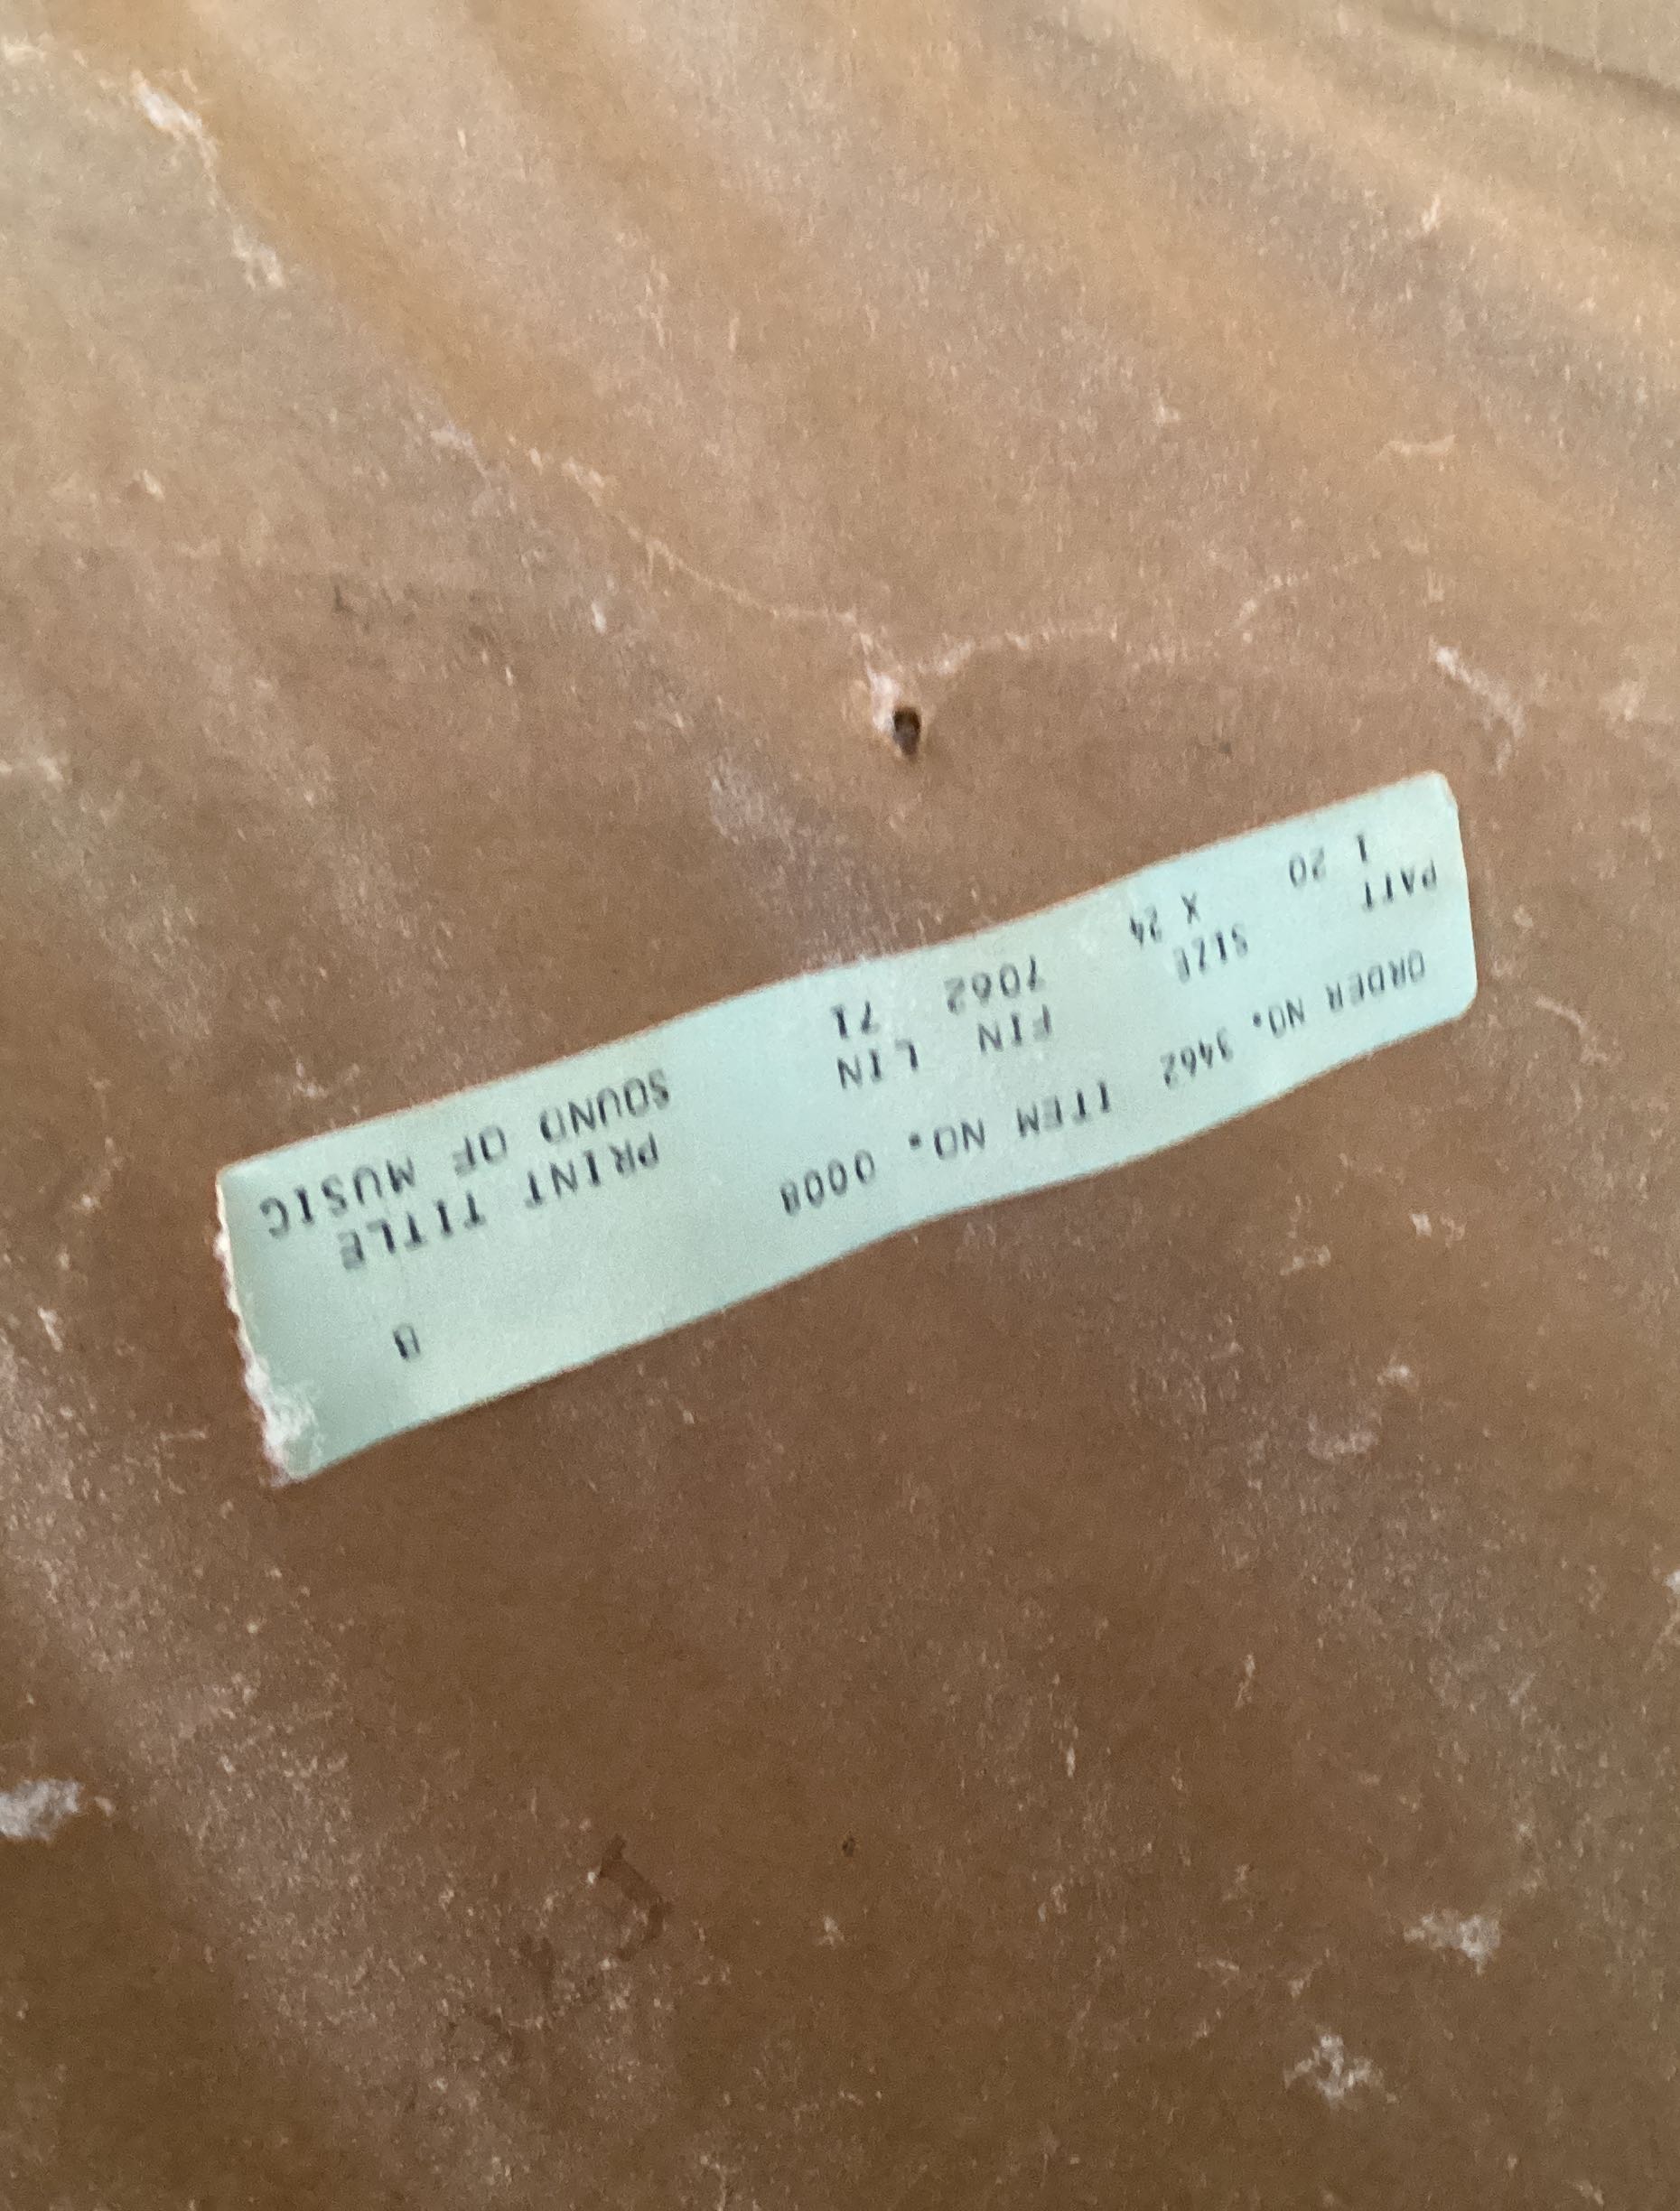 ORDER NO. 3462 ITEM NO. 0008 B
PATT SIZE FIN LIN PRINT TITLE
1 20 X 24 7062 71 SOUND OF MUSIC